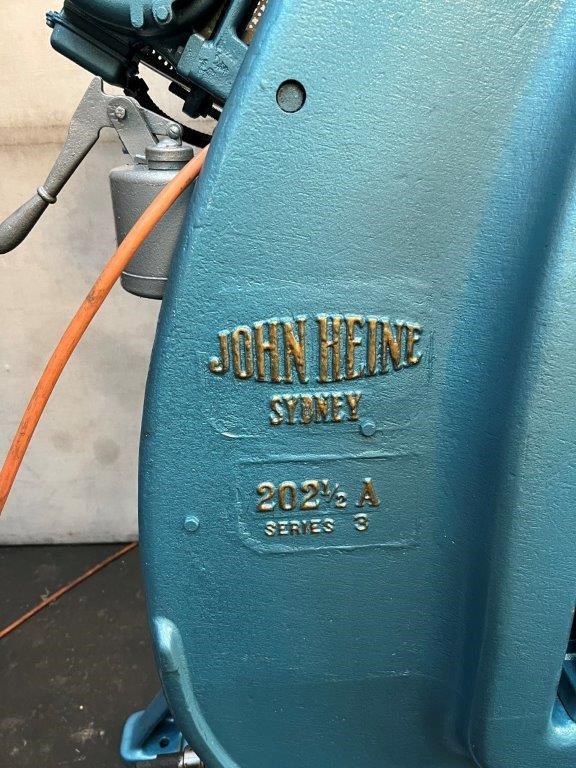 JOHN HEINE
SYDNEY
202½ A
SERIES 3